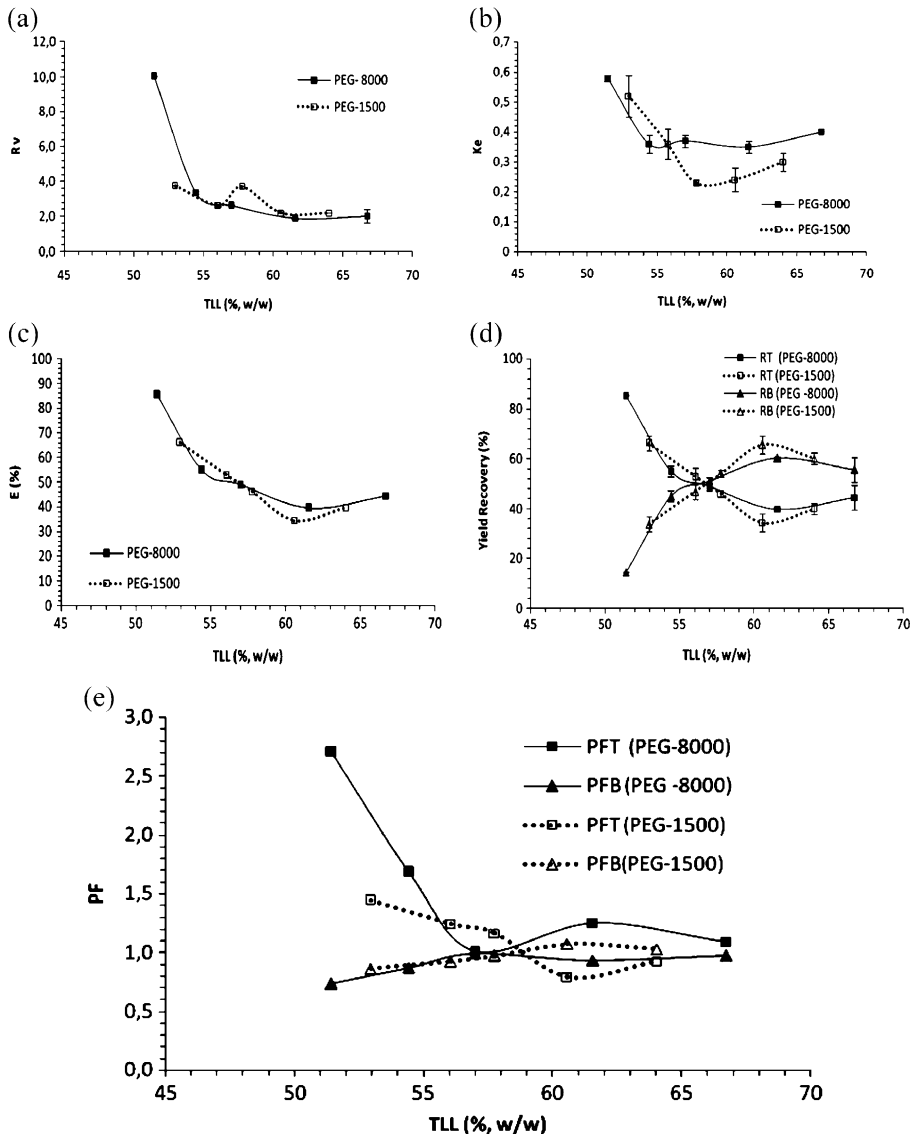 (a)
12,0
10,0
8,0
6,0
4,0
2,0
0,0
Rv
45 50 55 60 65 70
TLL (%, w/w)
PEG- 8000
PEG-1500
(b)
0,7
0,6
0,5
0,4
0,3
0,2
0,1
0
Ke
45 50 55 60 65 70
TLL (%, w/w)
PEG-8000
PEG-1500
(c)
100
90
80
70
60
50
40
30
20
10
0
E (%)
45 50 55 60 65 70
TLL (%, w/w)
PEG-8000
PEG-1500
(d)
100
80
60
40
20
0
Yield Recovery (%)
45 50 55 60 65 70
TLL (%, w/w)
RT (PEG-8000)
RT (PEG-1500)
RB (PEG -8000)
RB (PEG-1500)
(e)
3,0
2,5
2,0
1,5
1,0
0,5
0,0
PF
45 50 55 60 65 70
TLL (%, w/w)
PFT (PEG-8000)
PFB (PEG -8000)
PFT (PEG-1500)
PFB(PEG-1500)